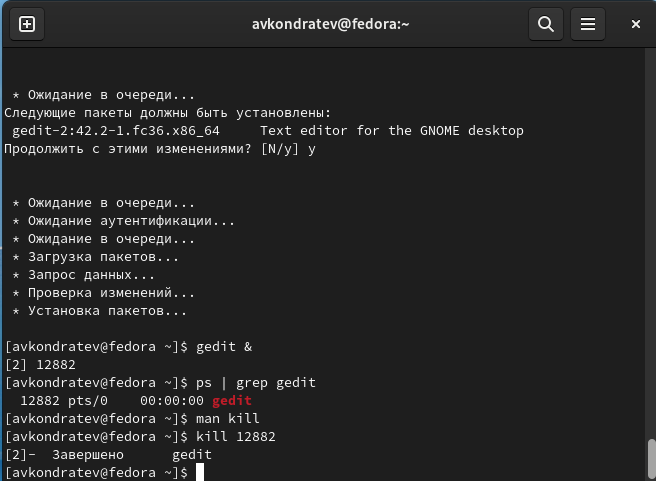 avkondratev@fedora:~
* Ожидание в очереди...
Следующие пакеты должны быть установлены:
gedit-2:42.2-1.fc36.x86_64     Text editor for the GNOME desktop
Продолжить с этими изменениями? [N/y] y
* Ожидание в очереди...
* Ожидание аутентификации...
* Ожидание в очереди...
* Загрузка пакетов...
* Запрос данных...
* Проверка изменений...
* Установка пакетов...
[avkondratev@fedora ~]$ gedit &
[2] 12882
[avkondratev@fedora ~]$ ps | grep gedit
12882 pts/0    00:00:00 gedit
[avkondratev@fedora ~]$ man kill
[avkondratev@fedora ~]$ kill 12882
[2]-  Завершено      gedit
[avkondratev@fedora ~]$